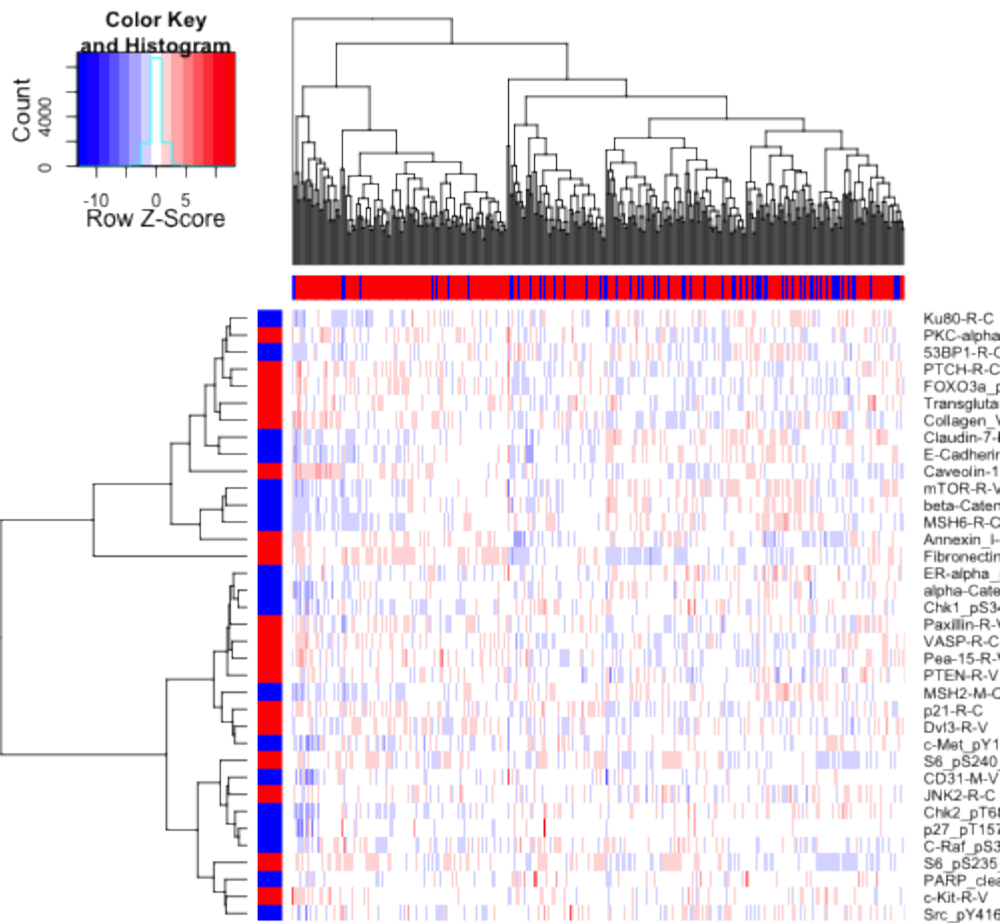 Color Key
and Histogram
Count
0
4000
-10
0
5
Row Z-Score
Ku80-R-C
PKC-alpha
53BP1-R-C
PTCH-R-C
FOXO3a_p
Transgluta
Collagen_V
Claudin-7-
E-Cadherin
Caveolin-1
mTOR-R-V
beta-Caten
MSH6-R-C
Annexin_I-
Fibronectin
ER-alpha_
alpha-Cate
Chk1_pS34
Paxillin-R-V
VASP-R-C
Pea-15-R-V
PTEN-R-V
MSH2-M-C
p21-R-C
Dvl3-R-V
c-Met_pY1
S6_pS240_
CD31-M-V
JNK2-R-C
Chk2_pT68
p27_pT157
C-Raf_pS3
S6_pS235_
PARP_clea
c-Kit-R-V
Src_pY416